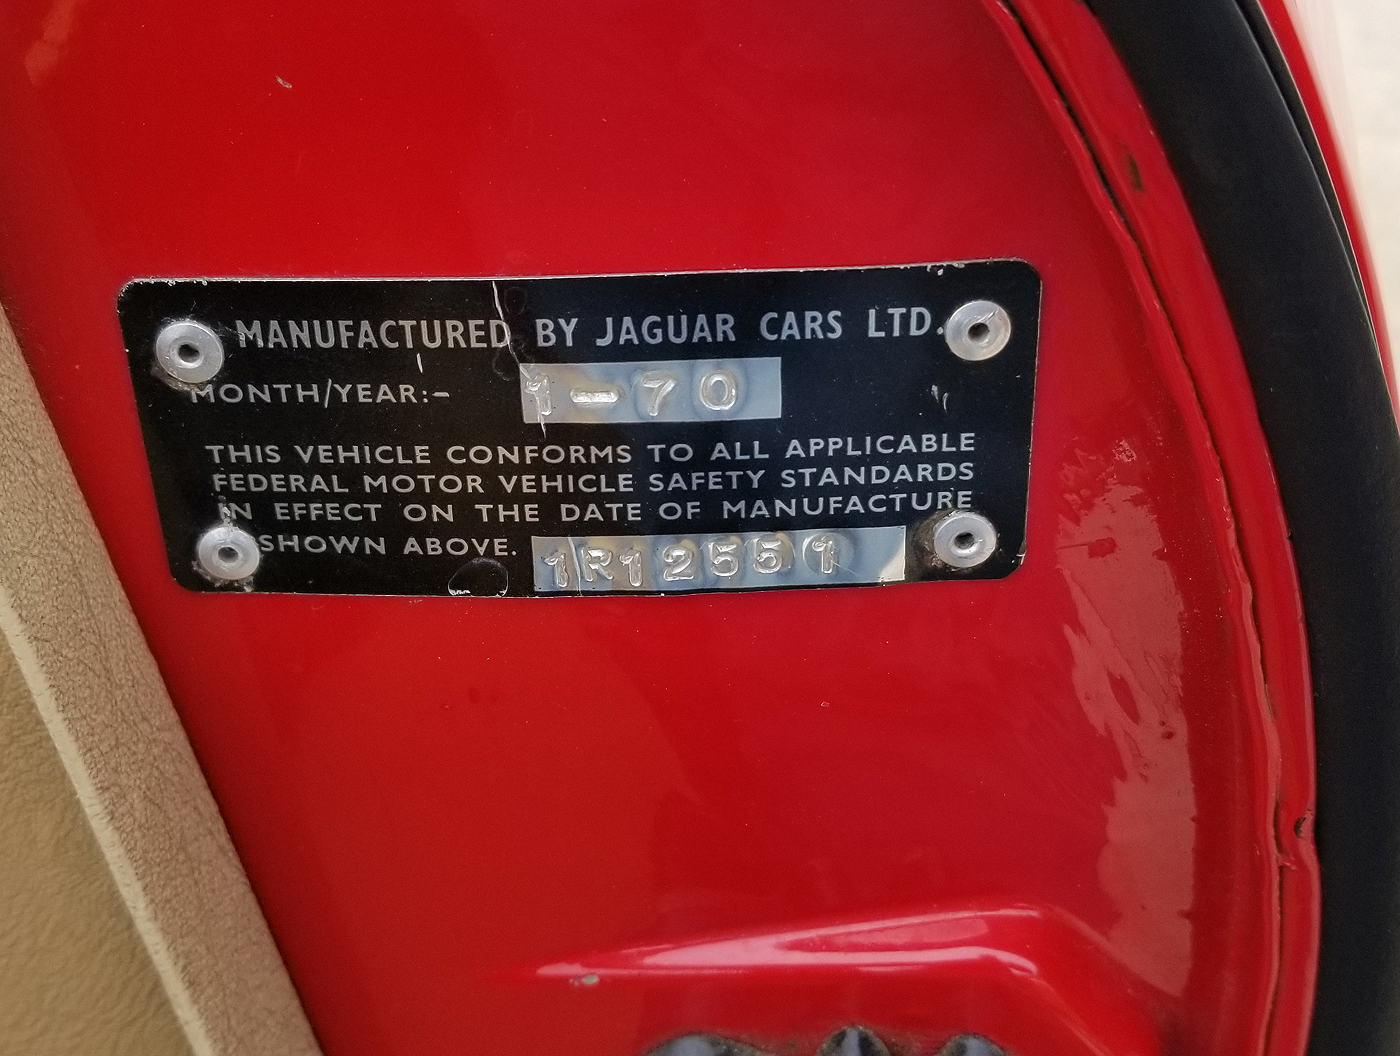 MANUFACTURED BY JAGUAR CARS LTD.
MONTH/YEAR:- 1-70
THIS VEHICLE CONFORMS TO ALL APPLICABLE
FEDERAL MOTOR VEHICLE SAFETY STANDARDS
IN EFFECT ON THE DATE OF MANUFACTURE
SHOWN ABOVE. 1R12551